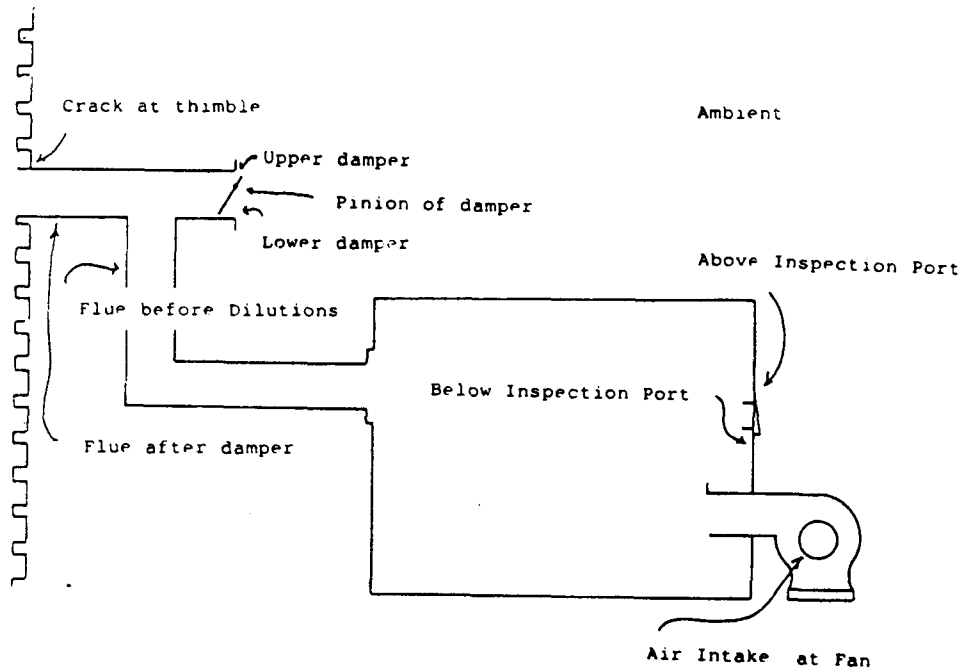 Crack at thimble
Ambient
Upper damper
Pinion of damper
Lower damper
Above Inspection Port
Flue before Dilutions
Below Inspection Port
Flue after damper
Air Intake at Fan